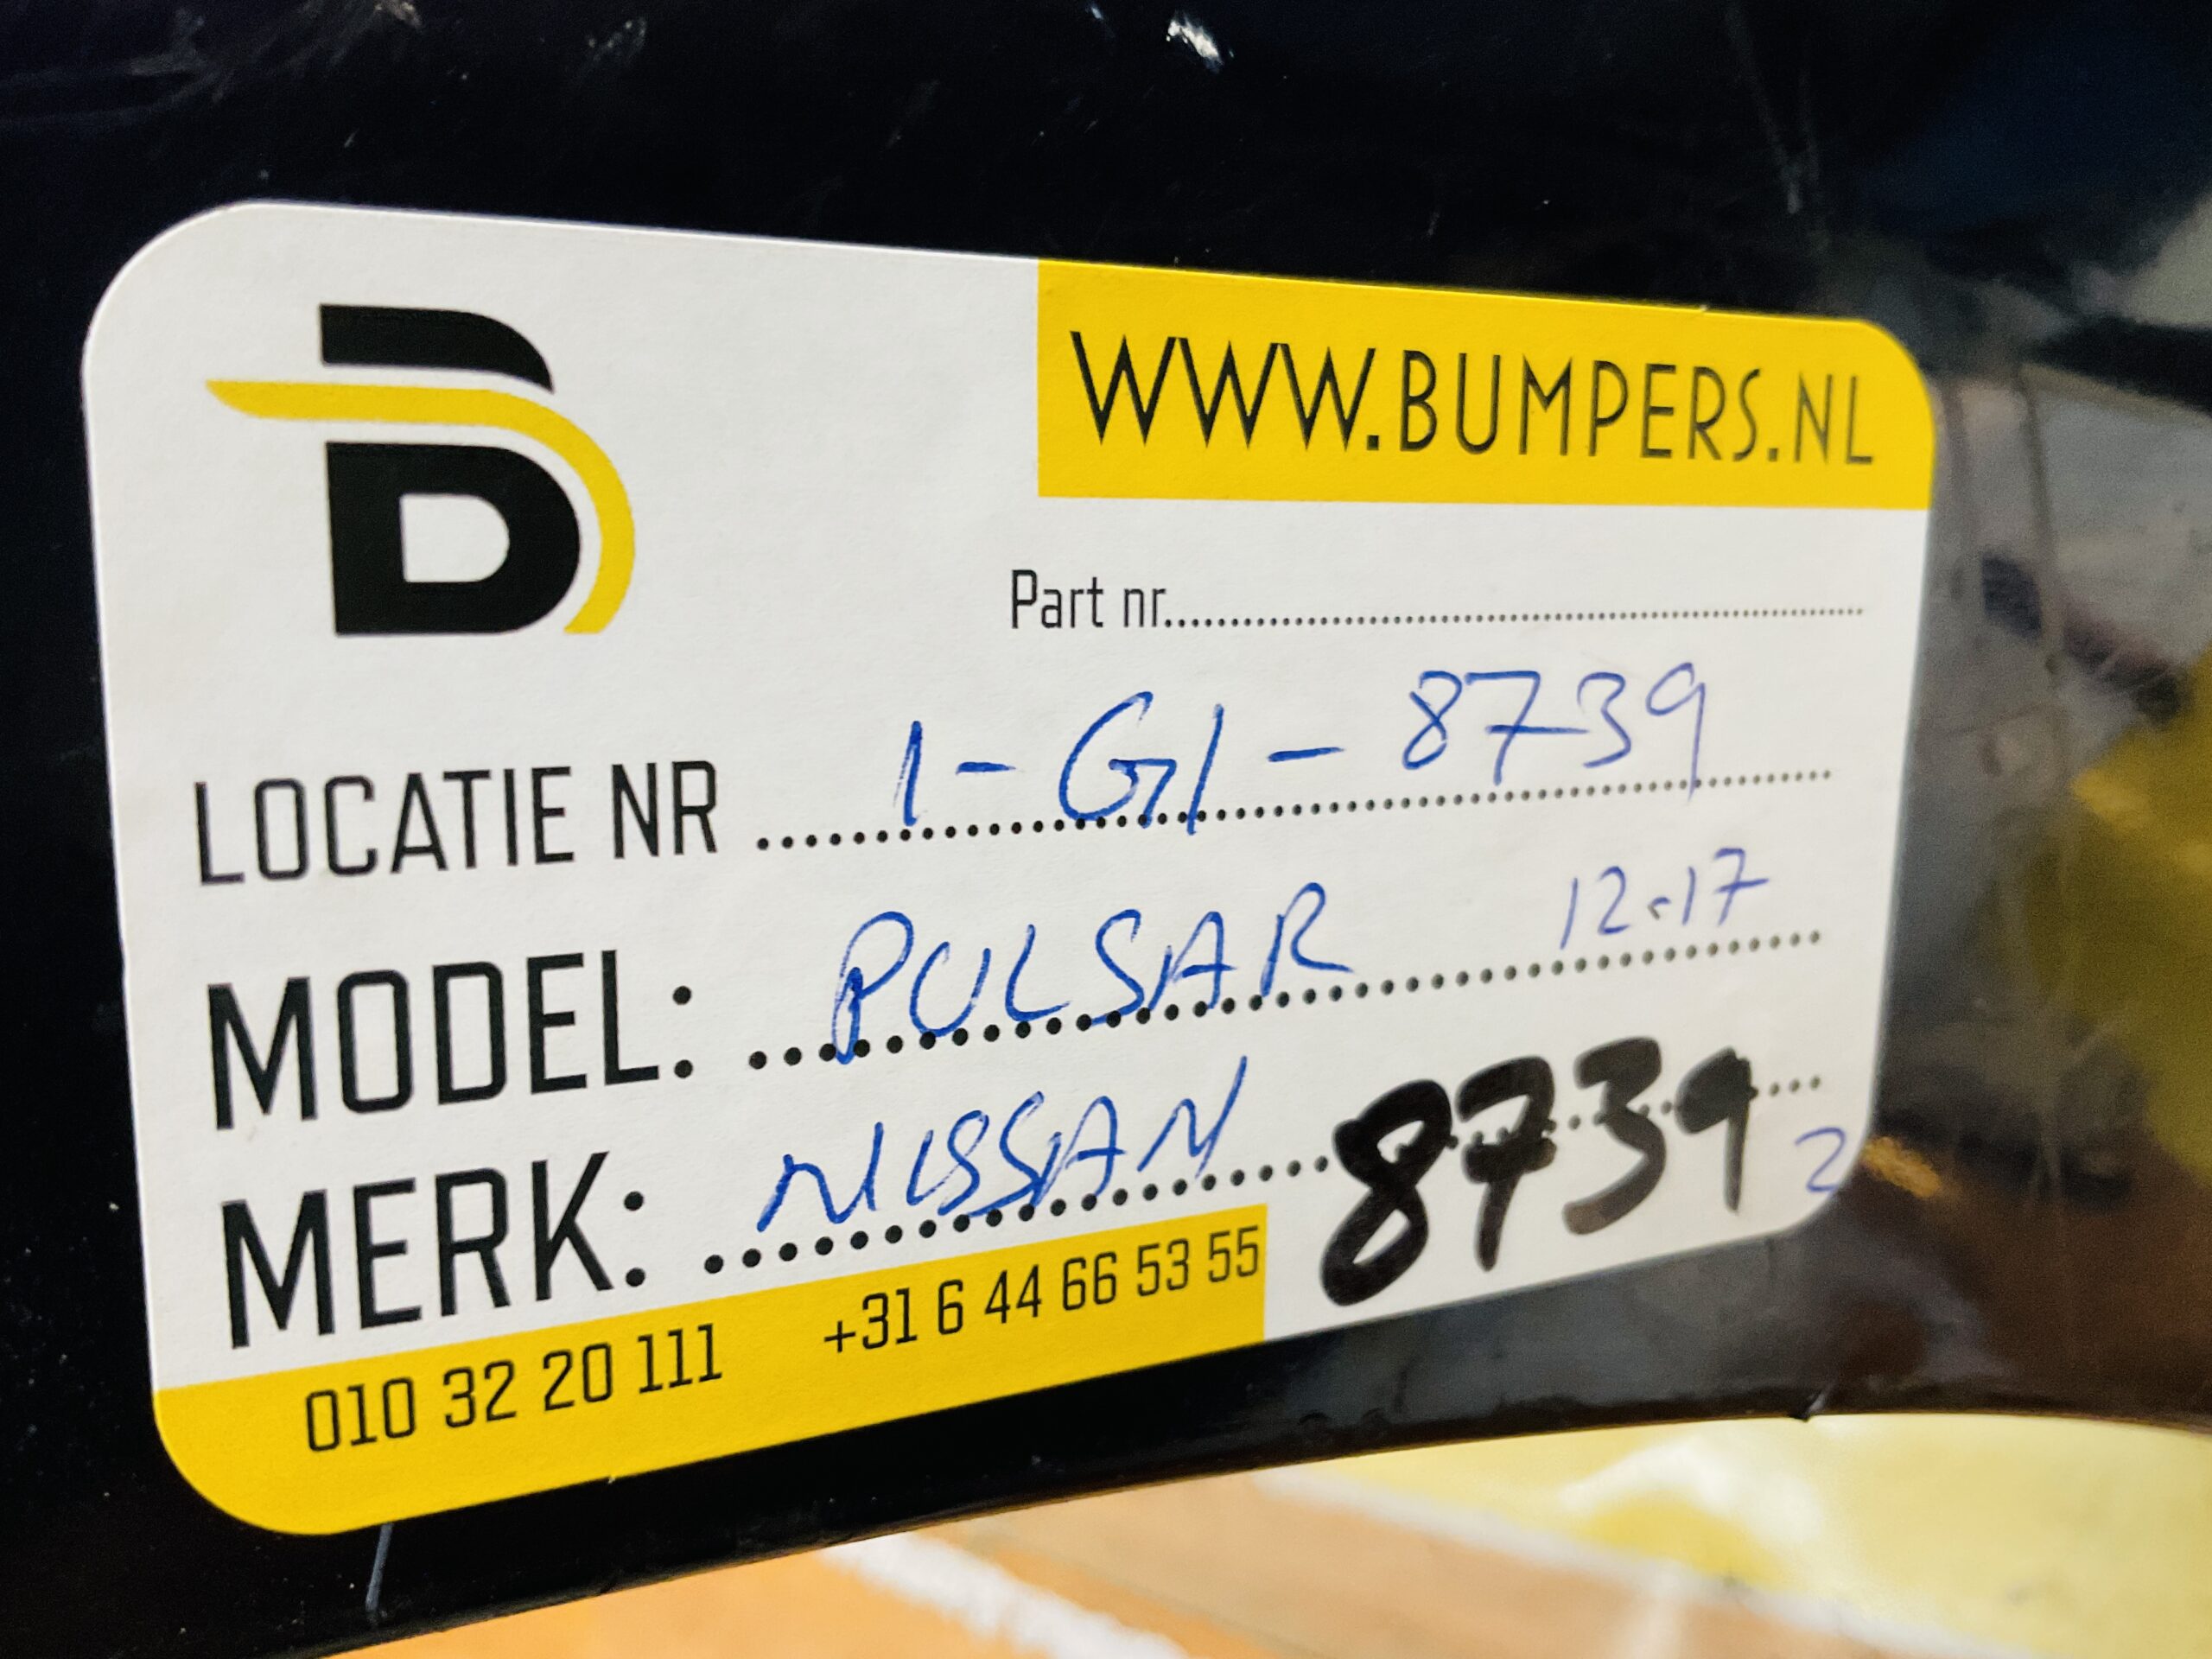 B
WWW.BUMPERS.NL
Part nr..........
LOCATIE NR 1-G1-8739
MODEL: PULSAR 12-17
MERK: NISSAN 8739 2
010 32 20 111 +31 6 44 66 53 55